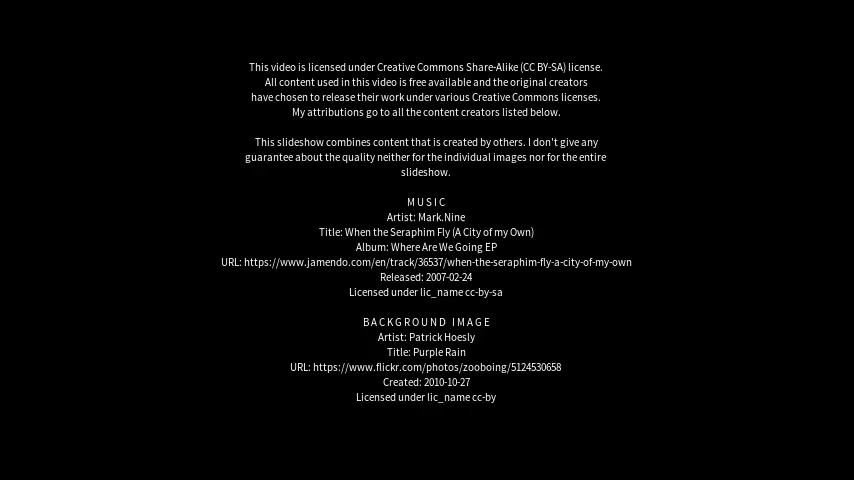 This video is licensed under Creative Commons Share-Alike (CC BY-SA) license.
All content used in this video is free available and the original creators
have chosen to release their work under various Creative Commons licenses.
My attributions go to all the content creators listed below.
This slideshow combines content that is created by others. I don't give any
guarantee about the quality neither for the individual images nor for the entire
slideshow.
MUSIC
Artist: Mark.Nine
Title: When the Seraphim Fly (A City of my Own)
Album: Where Are We Going EP
URL: https://www.jamendo.com/en/track/36537/when-the-seraphim-fly-a-city-of-my-own
Released: 2007-02-24
Licensed under lic_name cc-by-sa
BACKGROUND IMAGE
Artist: Patrick Hoesly
Title: Purple Rain
URL: https://www.flickr.com/photos/zooboing/5124530658
Created: 2010-10-27
Licensed under lic_name cc-by